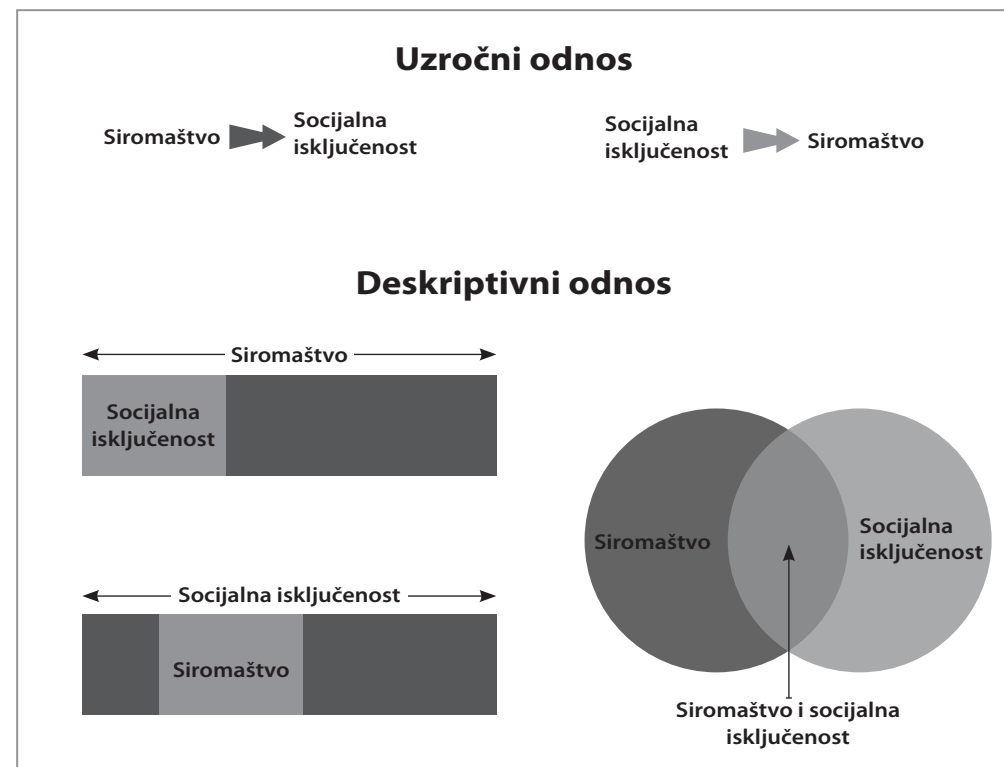 Uzročni odnos
Siromaštvo
Socijalna
isključenost
Socijalna
isključenost
Siromaštvo
Deskriptivni odnos
Siromaštvo
Socijalna
isključenost
Socijalna isključenost
Siromaštvo
Siromaštvo
Socijalna
isključenost
Siromaštvo i socijalna
isključenost